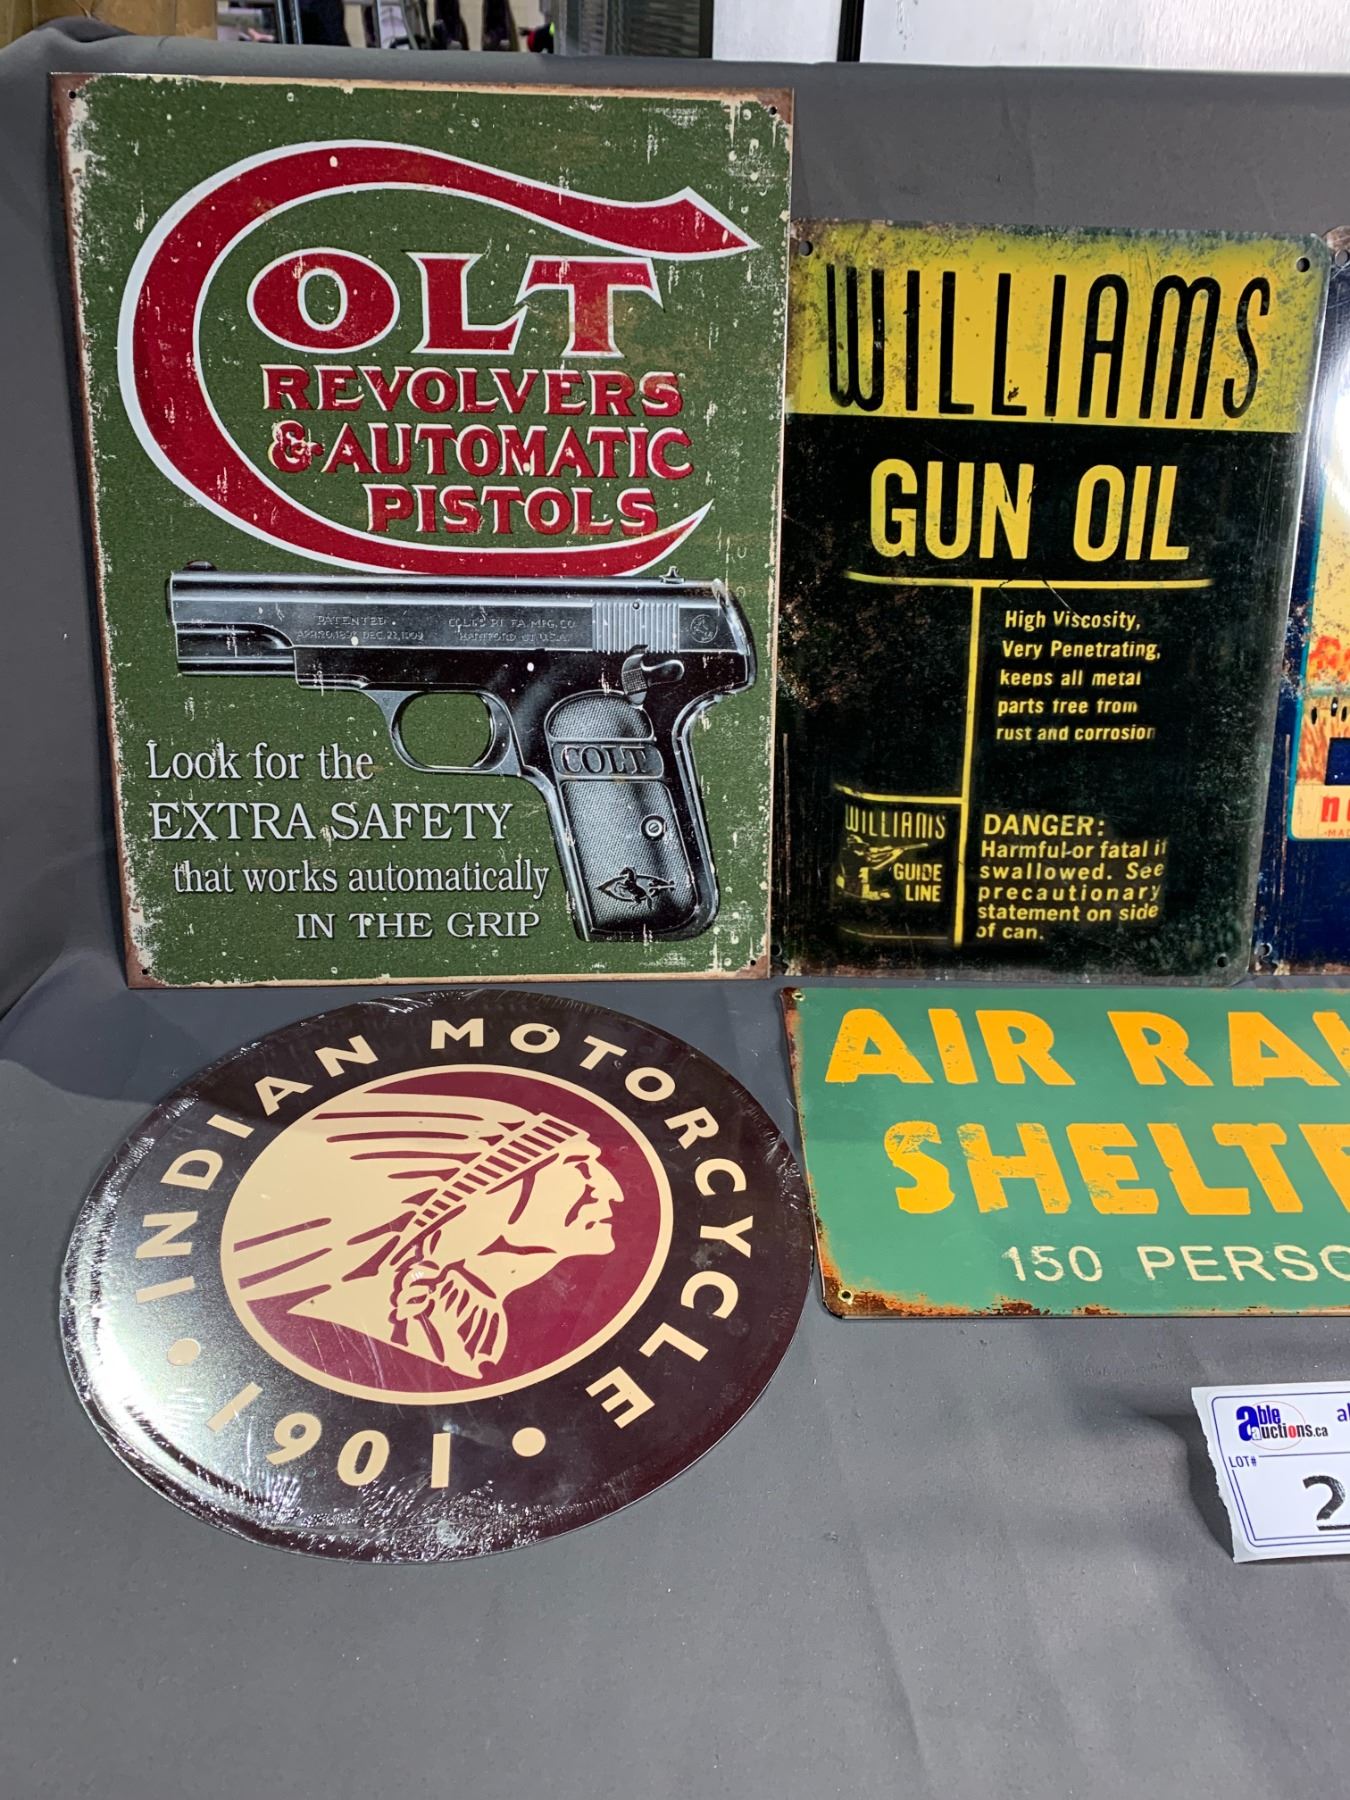 COLT
REVOLVERS
& AUTOMATIC
PISTOLS
PATENTED
COLT
Look for the
EXTRA SAFETY
that works automatically
IN THE GRIP
WILLIAMS
GUN OIL
High Viscosity,
Very Penetrating,
keeps all metal
parts free from
rust and corrosion
WILLIAMS
GUIDE
LINE
DANGER:
Harmful or fatal if
swallowed. See
precautionary
statement on side
of can.
INDIAN MOTORCYCLE
• 1901 •
AIR RAI
SHELTE
150 PERSO
able
auctions.ca
LOT#
2